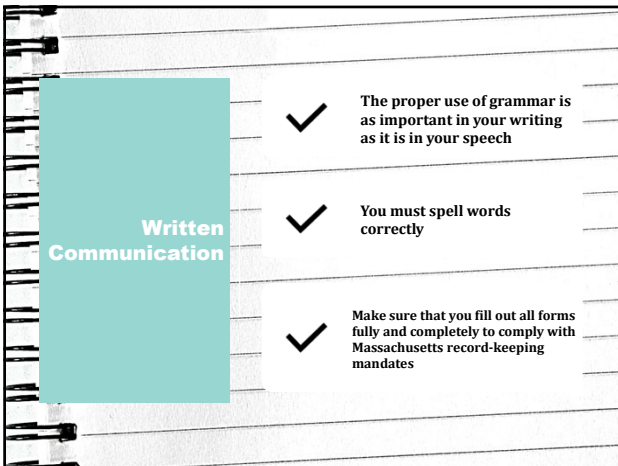 Written
Communication
The proper use of grammar is
as important in your writing
as it is in your speech
You must spell words
correctly
Make sure that you fill out all forms
fully and completely to comply with
Massachusetts record-keeping
mandates